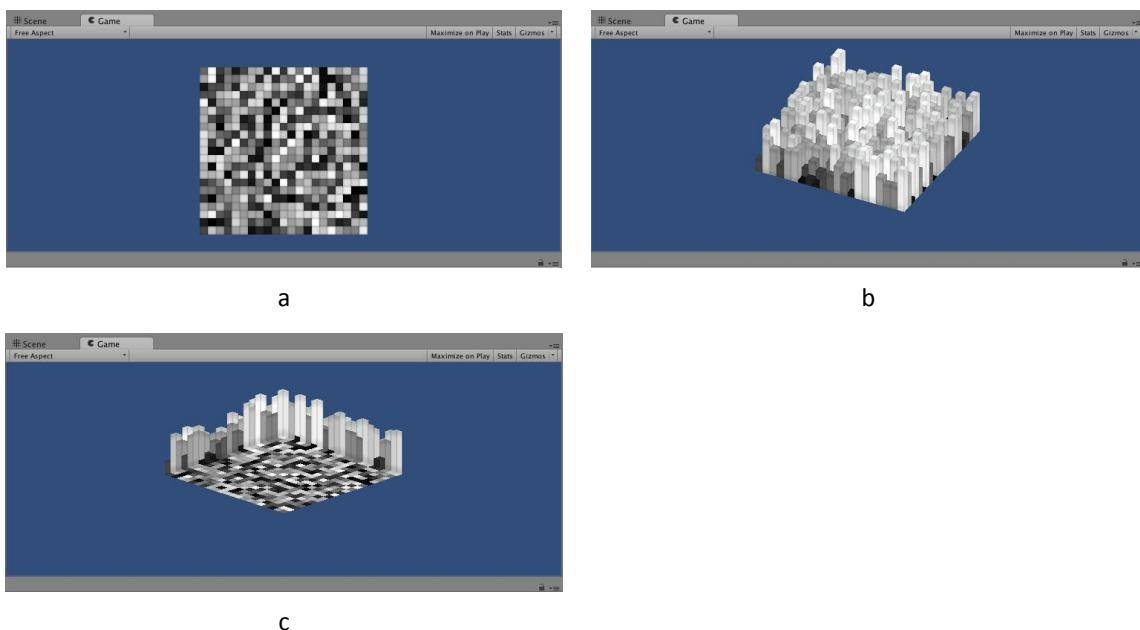 Scene Game
Free Aspect Maximize on Play Stats Gizmos
a
Scene Game
Free Aspect Maximize on Play Stats Gizmos
b
Scene Game
Free Aspect Maximize on Play Stats Gizmos
c